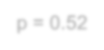 p = 0.52